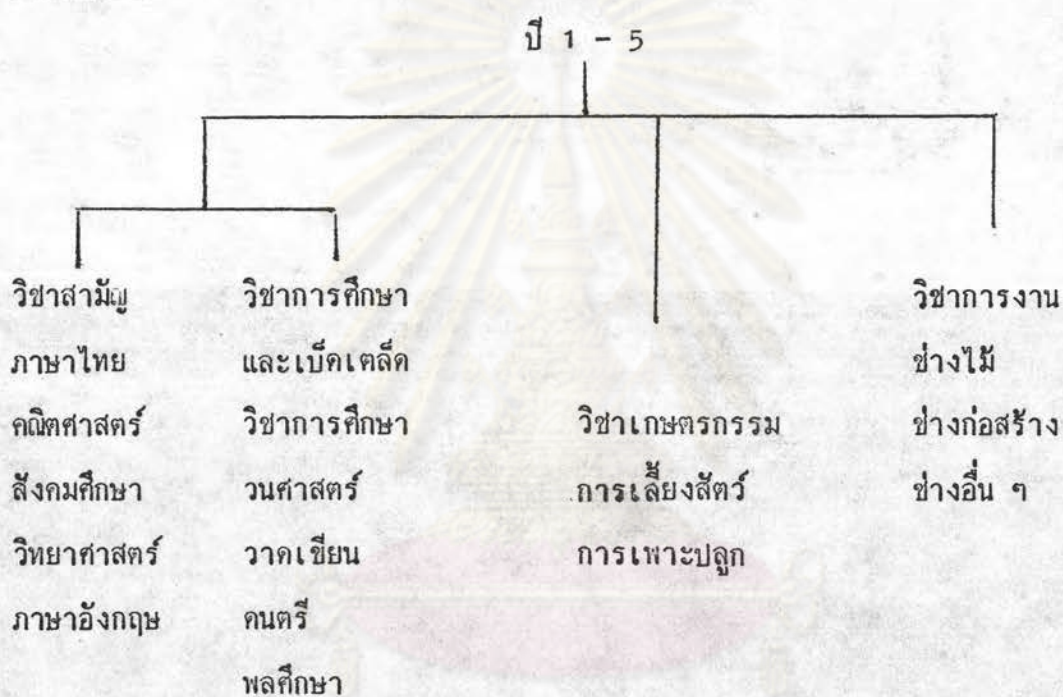 ปี 1 - 5
วิชาสามัญ
ภาษาไทย
คณิตศาสตร์
สังคมศึกษา
วิทยาศาสตร์
ภาษาอังกฤษ
วิชาการศึกษา
และเบ็ดเตล็ด
วิชาการศึกษา
วนศาสตร์
วาดเขียน
ดนตรี
พลศึกษา
วิชาเกษตรกรรม
การเลี้ยงสัตว์
การเพาะปลูก
วิชาการงาน
ช่างไม้
ช่างก่อสร้าง
ช่างอื่น ๆ